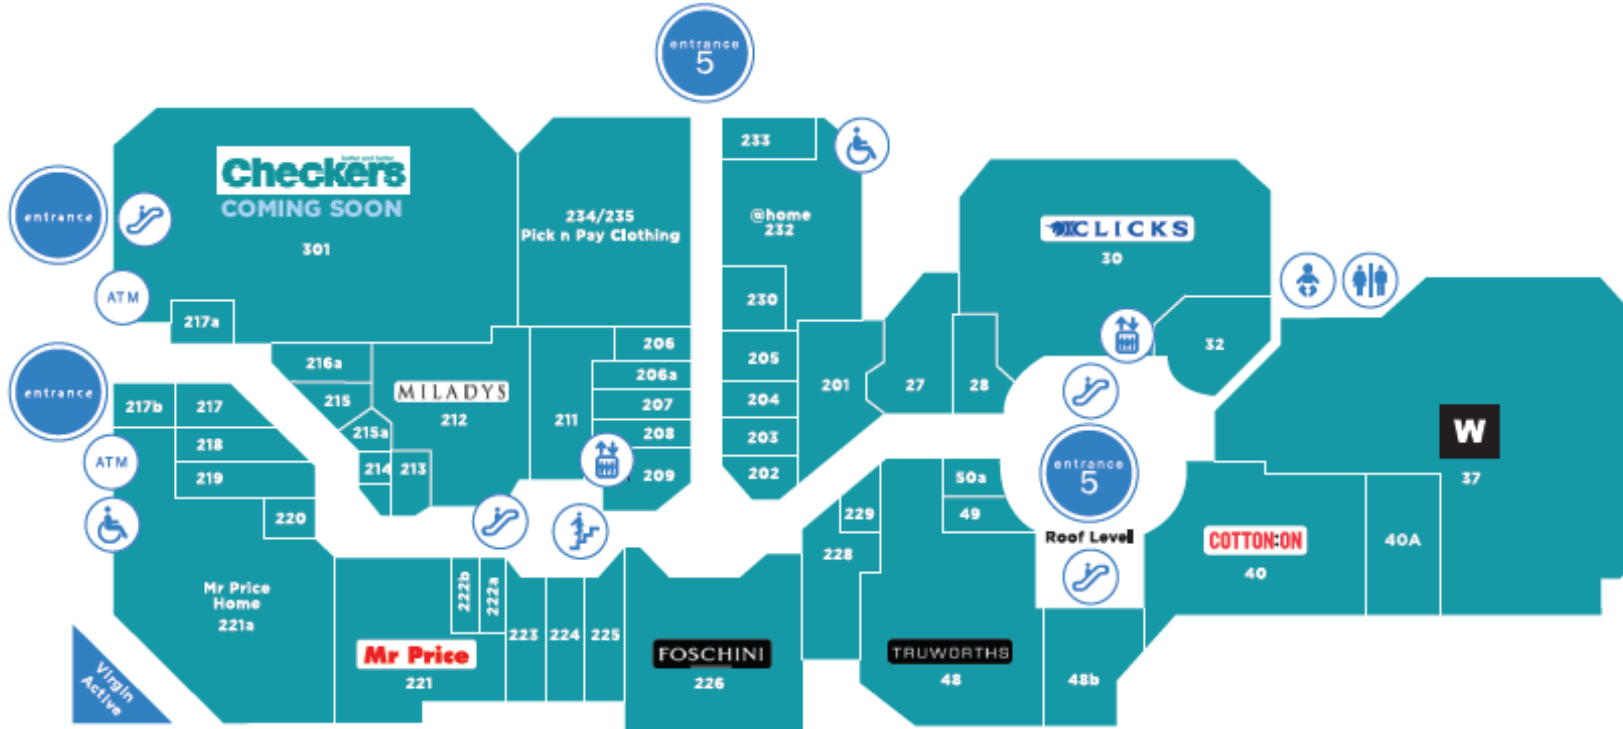 entrance
5
233
better and better
Checkers
COMING SOON
301
234/235
Pick n Pay Clothing
@home
232
CLICKS
30
entrance
ATM
217a
230
32
206
205
216a
206a
201
27
28
204
MILADYS
212
215
207
211
entrance
217b
217
215a
208
203
W
37
218
ATM
214
213
209
202
219
50a
entrance
5
220
229
49
Roof Level
228
COTTON:ON
40
40A
Mr Price
Home
221a
222b
222a
223
224
225
Mr Price
221
FOSCHINI
226
TRUWORTHS
48
48b
Virgin
Active